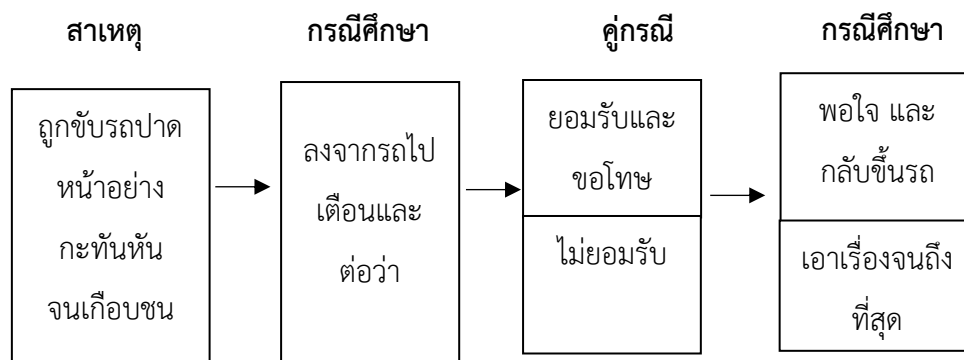 สาเหตุ
กรณีศึกษา
คู่กรณี
กรณีศึกษา
ถูกขับรถปาด
หน้าอย่าง
กะทันหัน
จนเกือบชน
ลงจากรถไป
เตือนและ
ต่อว่า
ยอมรับและ
ขอโทษ
ไม่ยอมรับ
พอใจ และ
กลับขึ้นรถ
เอาเรื่องจนถึง
ที่สุด